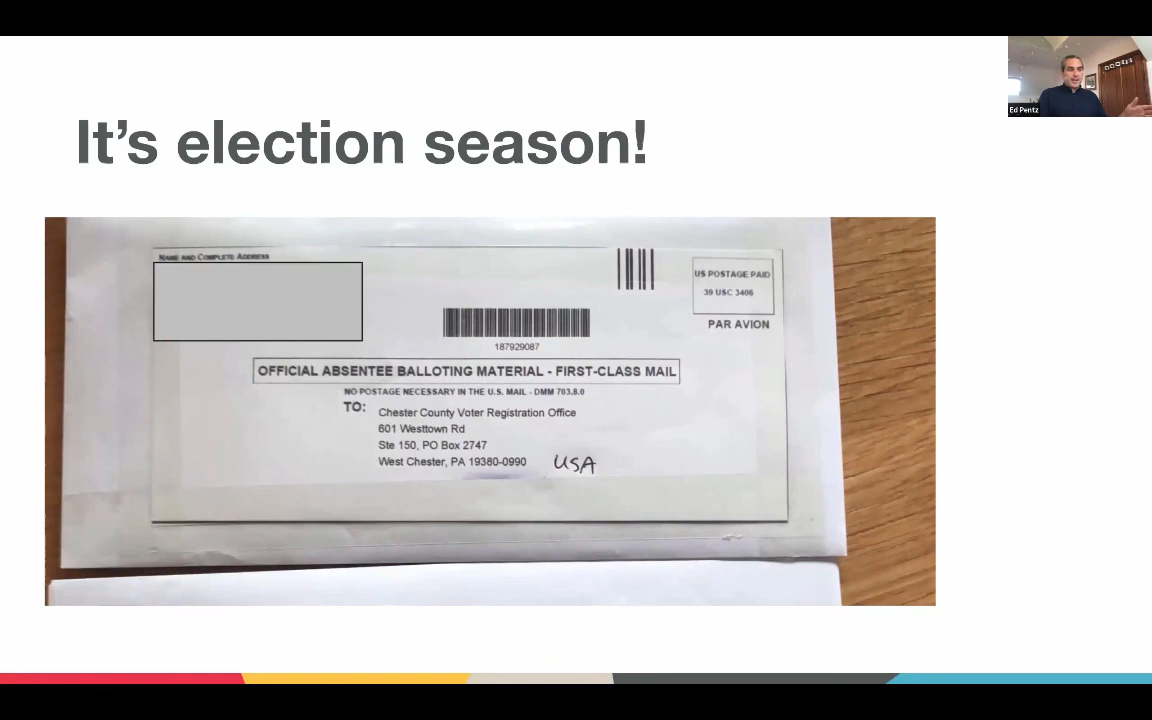 It's election season!
Ed Pentz
NAME AND COMPLETE ADDRESS
US POSTAGE PAID
39 USC 3406
PAR AVION
187929087
OFFICIAL ABSENTEE BALLOTING MATERIAL - FIRST-CLASS MAIL
NO POSTAGE NECESSARY IN THE U.S. MAIL - DMM 703.8.0
TO:
Chester County Voter Registration Office
601 Westtown Rd
Ste 150, PO Box 2747
West Chester, PA 19380-0990 USA